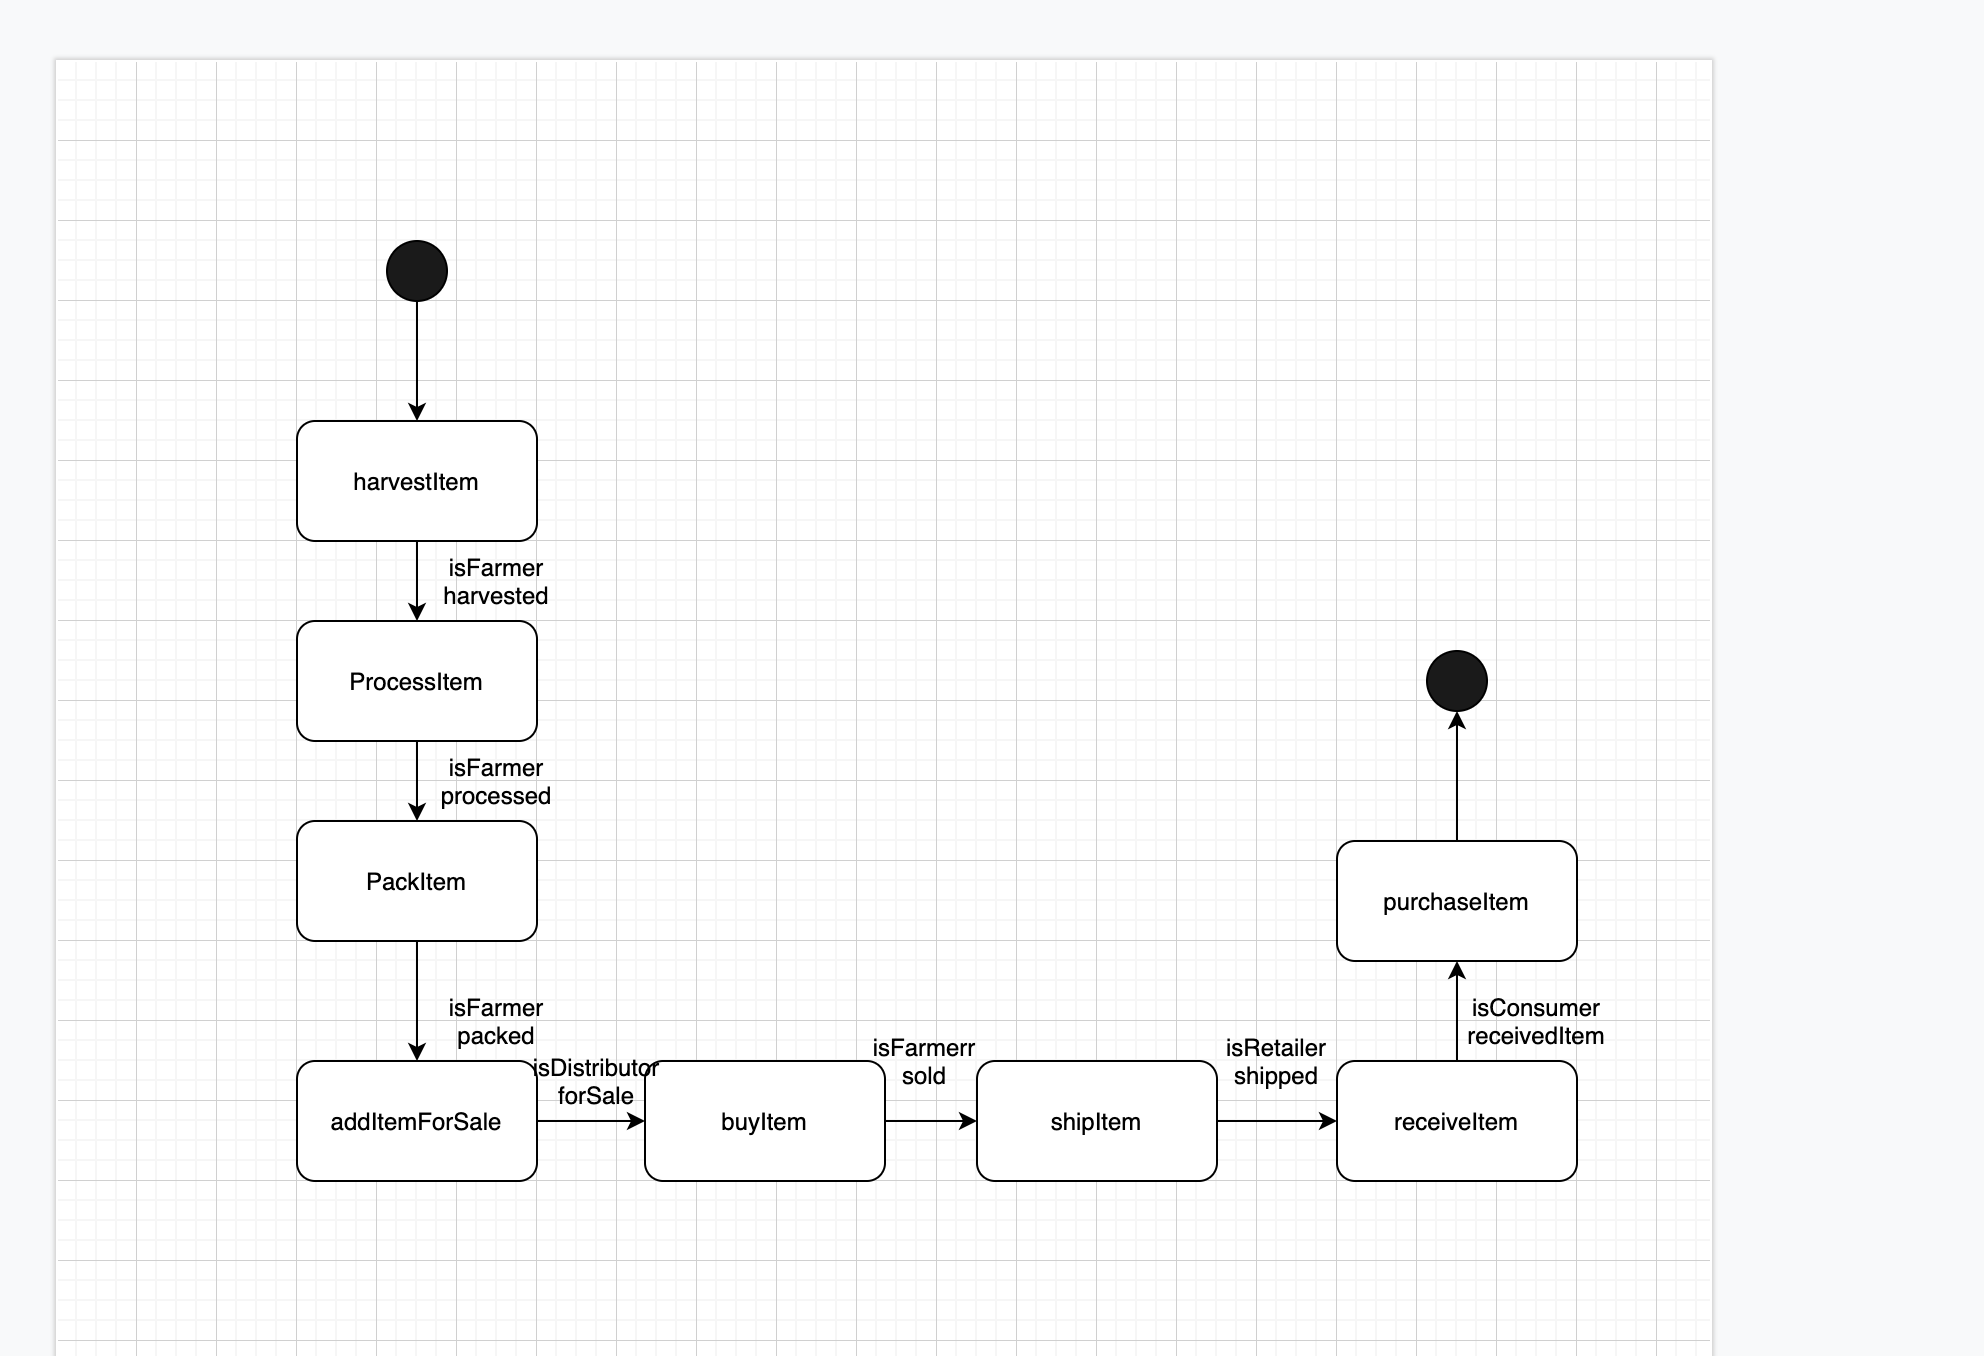 harvestItem
isFarmer
harvested
ProcessItem
isFarmer
processed
PackItem
isFarmer
packed
addItemForSale
isDistributor
forSale
buyItem
isFarmerr
sold
shipItem
isRetailer
shipped
receiveItem
isConsumer
receivedItem
purchaseItem